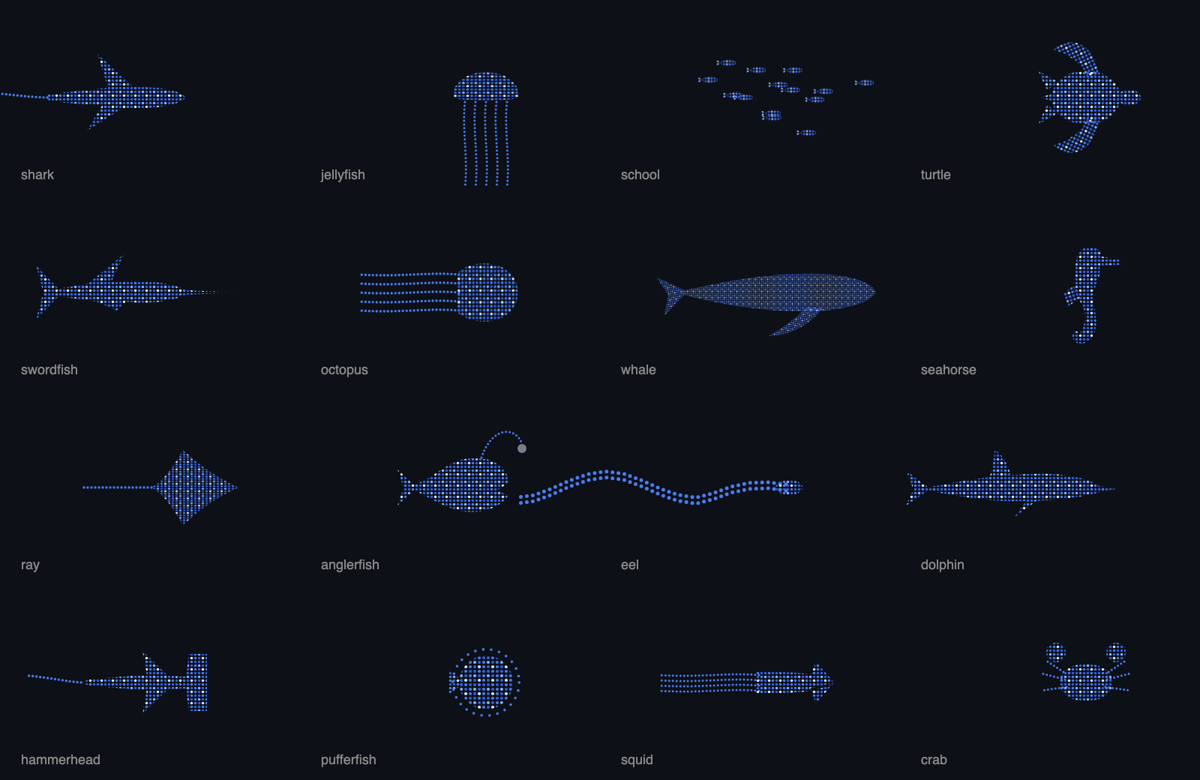 shark
jellyfish
school
turtle
swordfish
octopus
whale
seahorse
ray
anglerfish
eel
dolphin
hammerhead
pufferfish
squid
crab